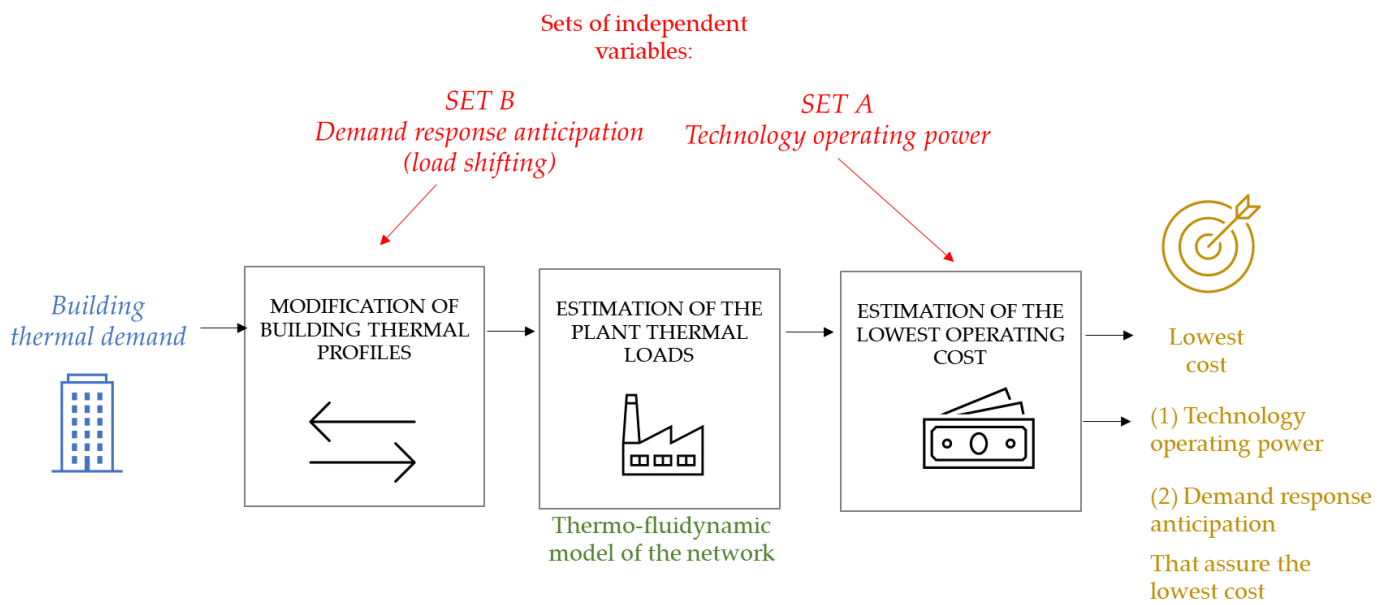 Sets of independent
variables:
SET B
Demand response anticipation
(load shifting)
SET A
Technology operating power
Building
thermal demand
MODIFICATION OF
BUILDING THERMAL
PROFILES
ESTIMATION OF THE
PLANT THERMAL
LOADS
ESTIMATION OF THE
LOWEST OPERATING
COST
Thermo-fluidynamic
model of the network
Lowest
cost
(1) Technology
operating power
(2) Demand response
anticipation
That assure the
lowest cost